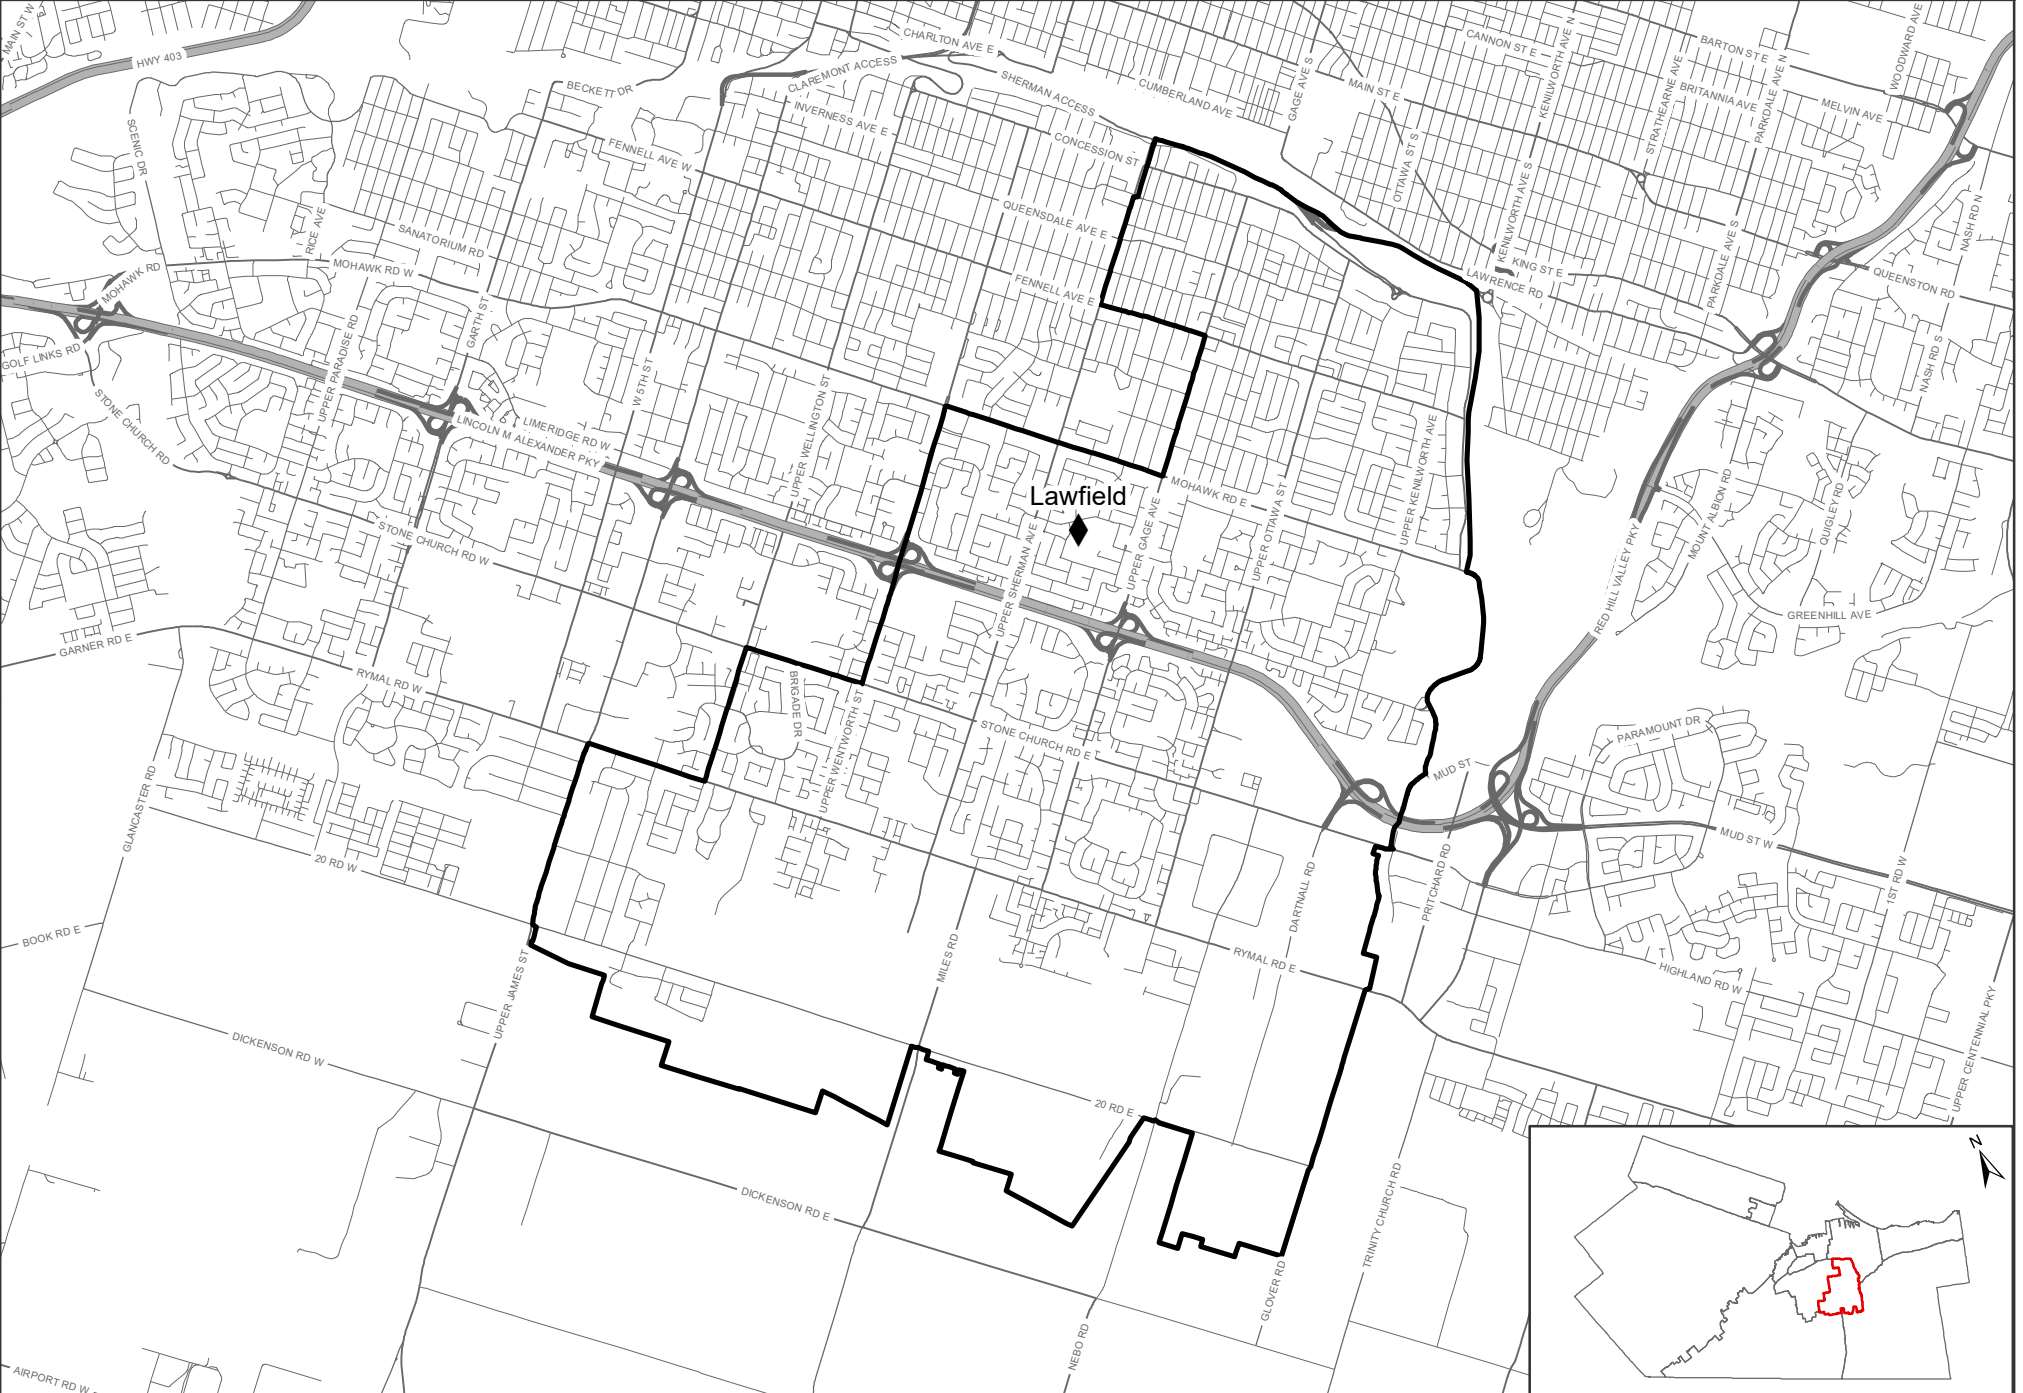 MAIN ST W
HWY 403
CHARLTON AVE E
CANNON ST E
KENILWORTH AVE N
BARTON ST E
WOODWARD AVE
BECKETT DR
CLAREMONT ACCESS
SHERMAN ACCESS
CUMBERLAND AVE
GAGE AVE S
MAIN ST E
STRATHEARNE AVE
BRITANNIA AVE
PARKDALE AVE N
MELVIN AVE
INVERNESS AVE E
SCENIC DR
FENNELL AVE W
CONCESSION ST
OTTAWA ST S
KENILWORTH AVE S
RICE AVE
SANATORIUM RD
QUEENSDALE AVE E
NASH RD N
MOHAWK RD
MOHAWK RD W
FENNELL AVE E
KING ST E
LAWRENCE RD
PARKDALE AVE S
QUEENSTON RD
GARTH ST
GOLF LINKS RD
UPPER PARADISE RD
W 5TH ST
NASH RD S
STONE CHURCH RD
LIMERIDGE RD W
LINCOLN M ALEXANDER PKY
UPPER WELLINGTON ST
UPPER KENILWORTH AVE
Lawfield
MOHAWK RD E
UPPER GAGE AVE
UPPER OTTAWA ST
MOUNT ALBION RD
QUIGLEY RD
STONE CHURCH RD W
UPPER SHERMAN AVE
RED HILL VALLEY PKY
GREENHILL AVE
GARNER RD E
RYMAL RD W
BRIGADE DR
UPPER WENTWORTH ST
STONE CHURCH RD E
PARAMOUNT DR
MUD ST
GLANCASTER RD
20 RD W
MUD ST W
DARTNALL RD
PRITCHARD RD
1ST RD W
BOOK RD E
MILES RD
RYMAL RD E
T
HIGHLAND RD W
UPPER JAMES ST
DICKENSON RD W
UPPER CENTENNIAL PKY
20 RD E
N
DICKENSON RD E
TRINITY CHURCH RD
GLOVER RD
NEBO RD
AIRPORT RD W